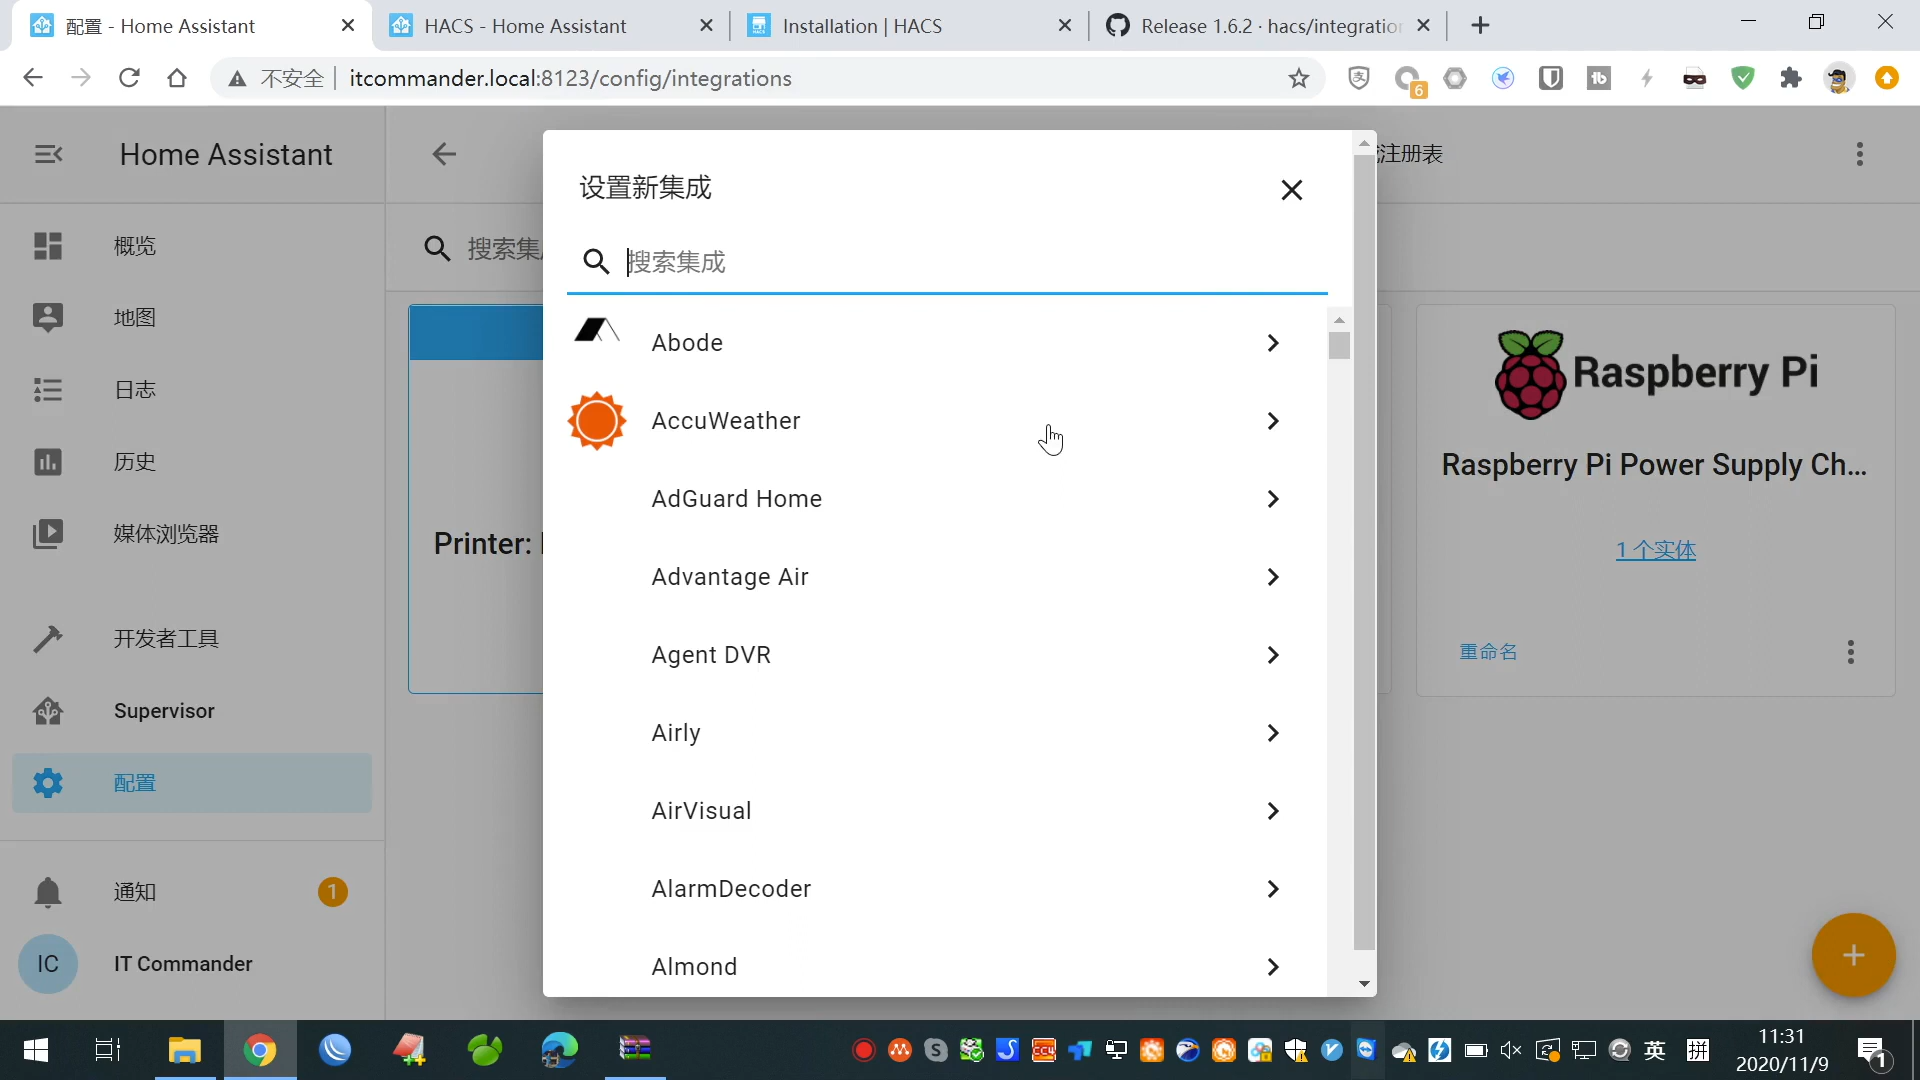 配置 - Home Assistant
HACS - Home Assistant
Installation | HACS
Release 1.6.2 · hacs/integratio
不安全
itcommander.local:8123/config/integrations
6
Home Assistant
注册表
概览
地图
日志
历史
媒体浏览器
开发者工具
Supervisor
配置
通知
1
IC
IT Commander
搜索集
Printer:
设置新集成
搜索集成
Abode
AccuWeather
AdGuard Home
Advantage Air
Agent DVR
Airly
AirVisual
AlarmDecoder
Almond
Raspberry Pi
Raspberry Pi Power Supply Ch...
1 个实体
重命名
英
拼
11:31
2020/11/9
1